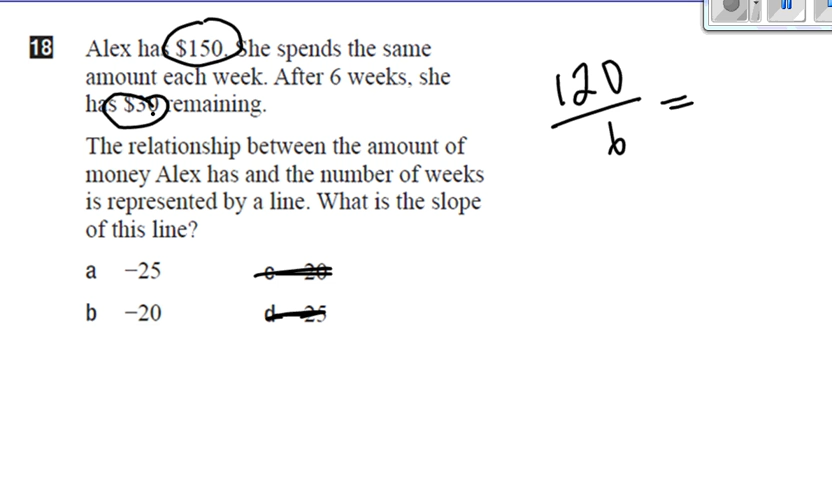 18 Alex has $150. She spends the same
amount each week. After 6 weeks, she
has $30 remaining.
The relationship between the amount of
money Alex has and the number of weeks
is represented by a line. What is the slope
of this line?
a −25
c 20
b −20
d 25
120
6
=